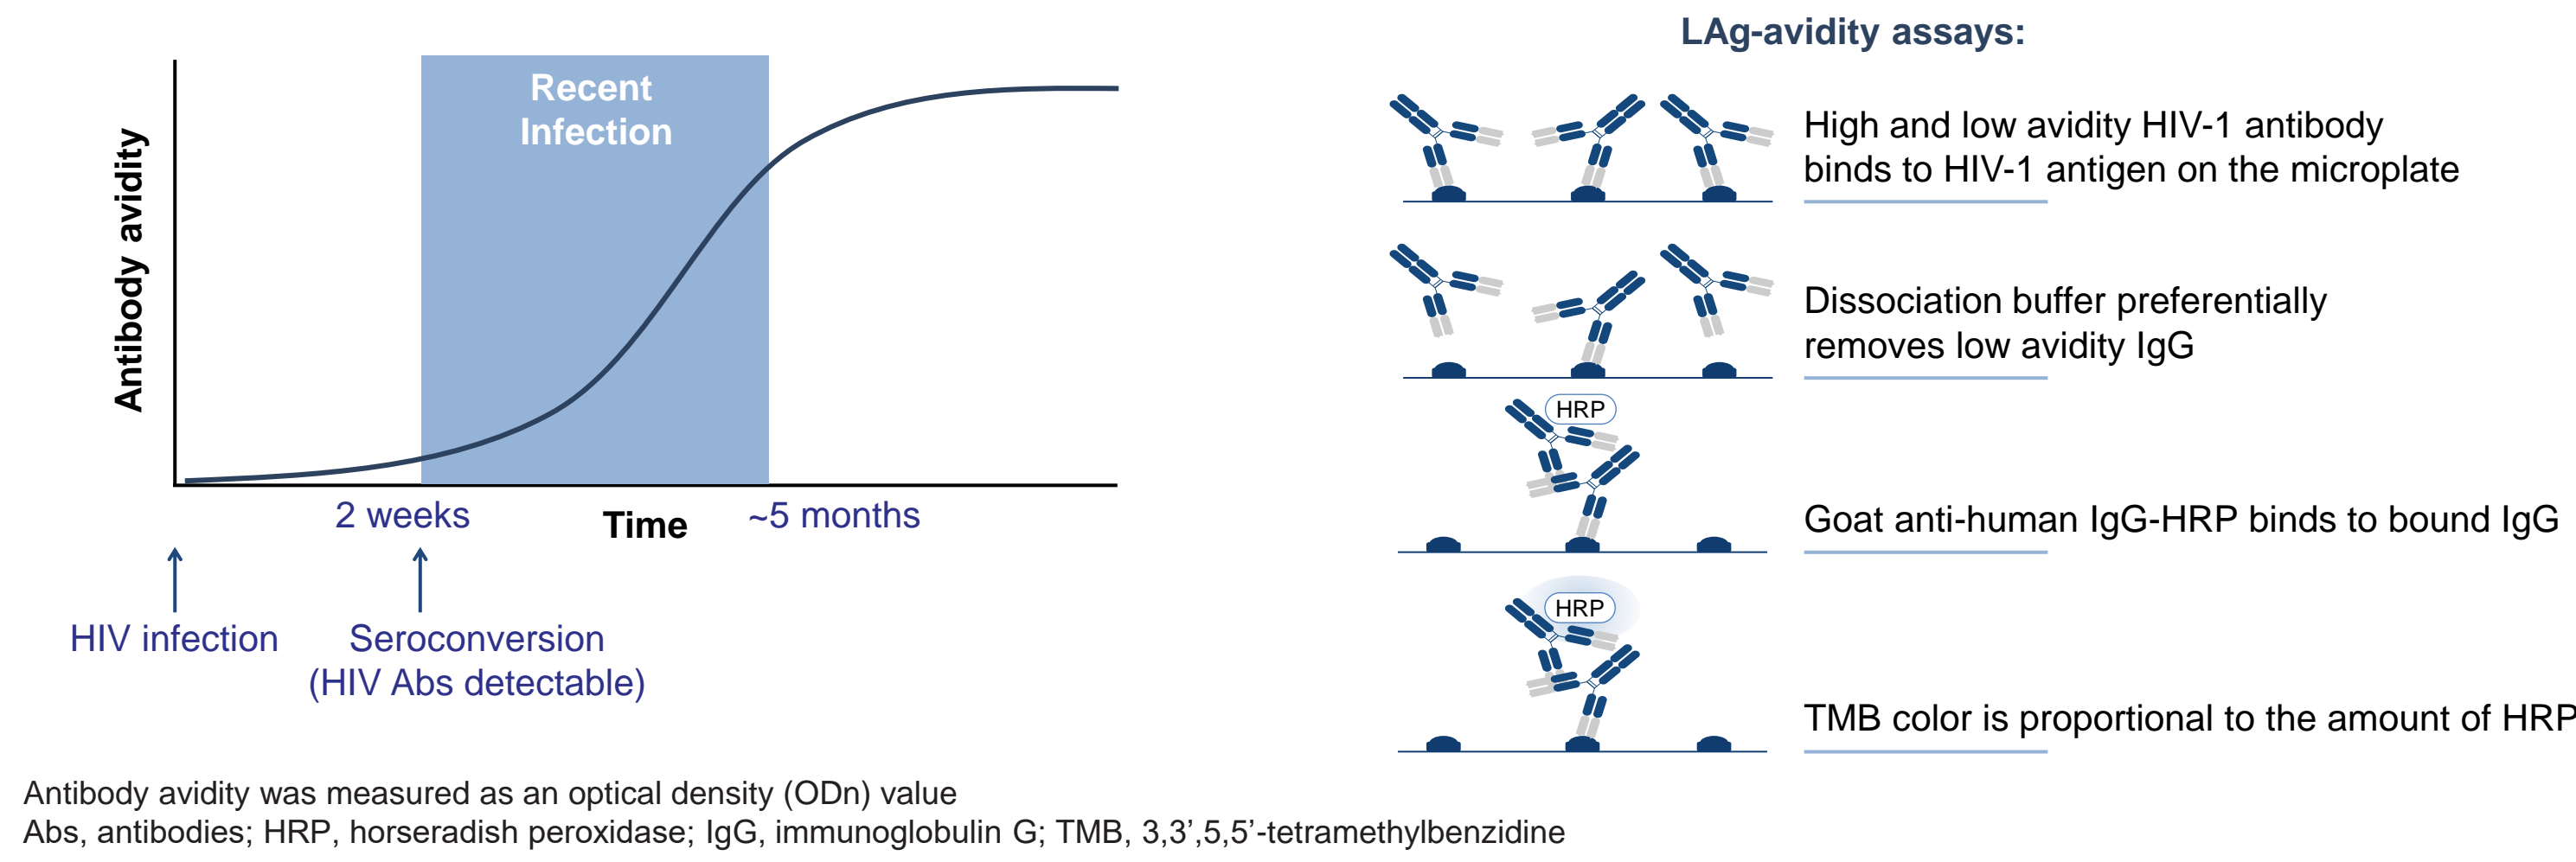 Recent
Infection
Antibody avidity
2 weeks
Time
~5 months
HIV infection
Seroconversion
(HIV Abs detectable)
LAg-avidity assays:
High and low avidity HIV-1 antibody
binds to HIV-1 antigen on the microplate
Dissociation buffer preferentially
removes low avidity IgG
HRP
Goat anti-human IgG-HRP binds to bound IgG
HRP
TMB color is proportional to the amount of HRP
Antibody avidity was measured as an optical density (ODn) value
Abs, antibodies; HRP, horseradish peroxidase; IgG, immunoglobulin G; TMB, 3,3’,5,5’-tetramethylbenzidine